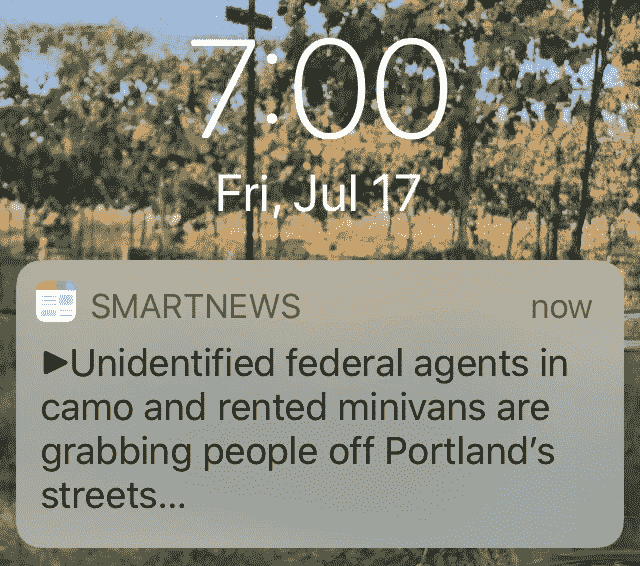 7:00
Fri, Jul 17
SMARTNEWS now
▶Unidentified federal agents in
camo and rented minivans are
grabbing people off Portland’s
streets...